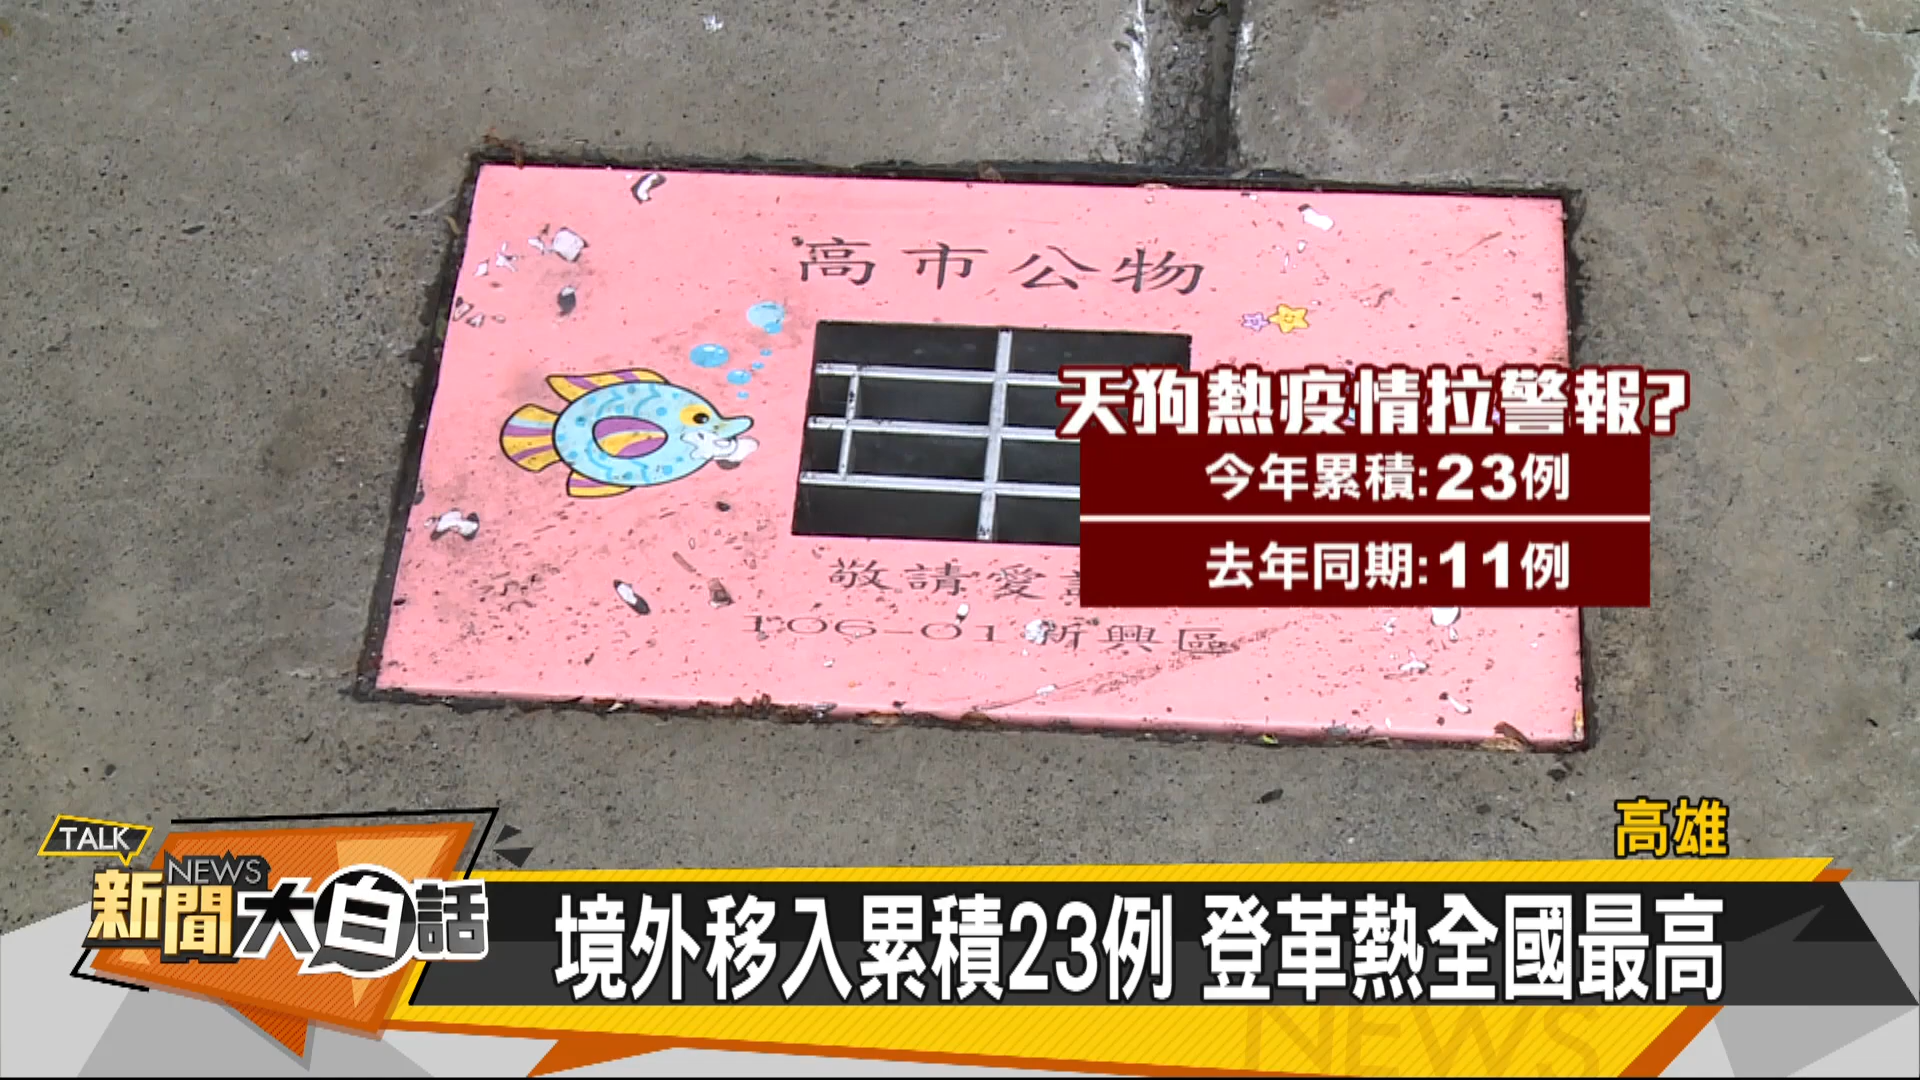 高市公物
天狗熱疫情拉警報?
今年累積:23例
去年同期:11例
敬請愛
106-01 新興區
高雄
TALK
NEWS
新聞大白話
境外移入累積23例 登革熱全國最高
NEWS